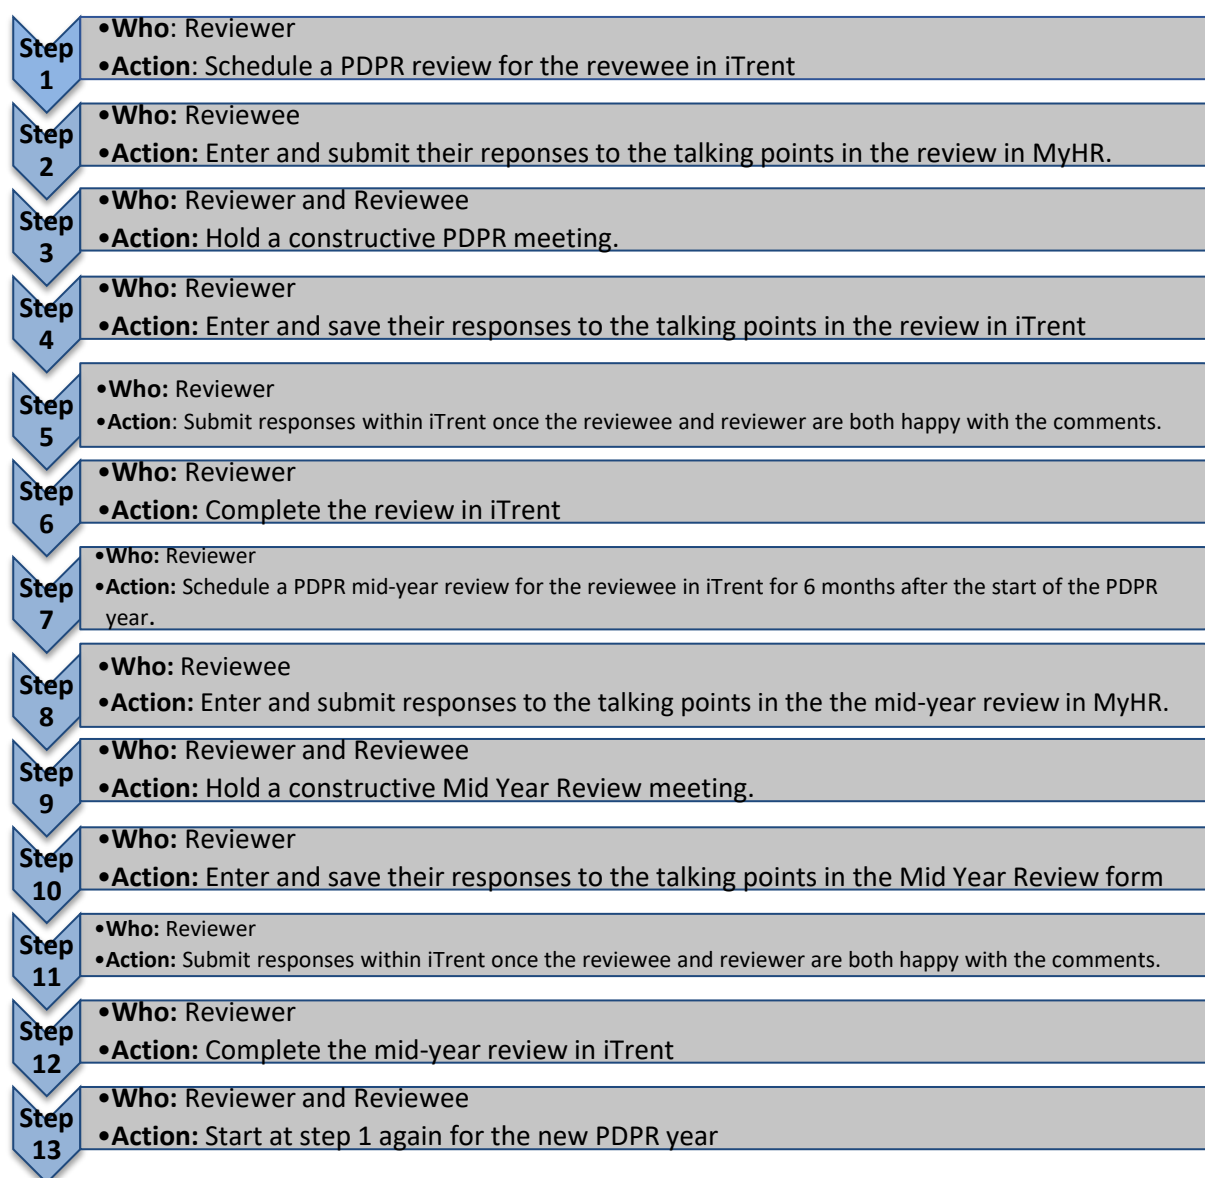 Step
1
•Who: Reviewer
•Action: Schedule a PDPR review for the revewee in iTrent
Step
2
•Who: Reviewee
•Action: Enter and submit their reponses to the talking points in the review in MyHR.
Step
3
•Who: Reviewer and Reviewee
•Action: Hold a constructive PDPR meeting.
Step
4
•Who: Reviewer
•Action: Enter and save their responses to the talking points in the review in iTrent
Step
5
•Who: Reviewer
•Action: Submit responses within iTrent once the reviewee and reviewer are both happy with the comments.
Step
6
•Who: Reviewer
•Action: Complete the review in iTrent
Step
7
•Who: Reviewer
•Action: Schedule a PDPR mid-year review for the reviewee in iTrent for 6 months after the start of the PDPR
year.
Step
8
•Who: Reviewee
•Action: Enter and submit responses to the talking points in the the mid-year review in MyHR.
Step
9
•Who: Reviewer and Reviewee
•Action: Hold a constructive Mid Year Review meeting.
Step
10
•Who: Reviewer
•Action: Enter and save their responses to the talking points in the Mid Year Review form
Step
11
•Who: Reviewer
•Action: Submit responses within iTrent once the reviewee and reviewer are both happy with the comments.
Step
12
•Who: Reviewer
•Action: Complete the mid-year review in iTrent
Step
13
•Who: Reviewer and Reviewee
•Action: Start at step 1 again for the new PDPR year